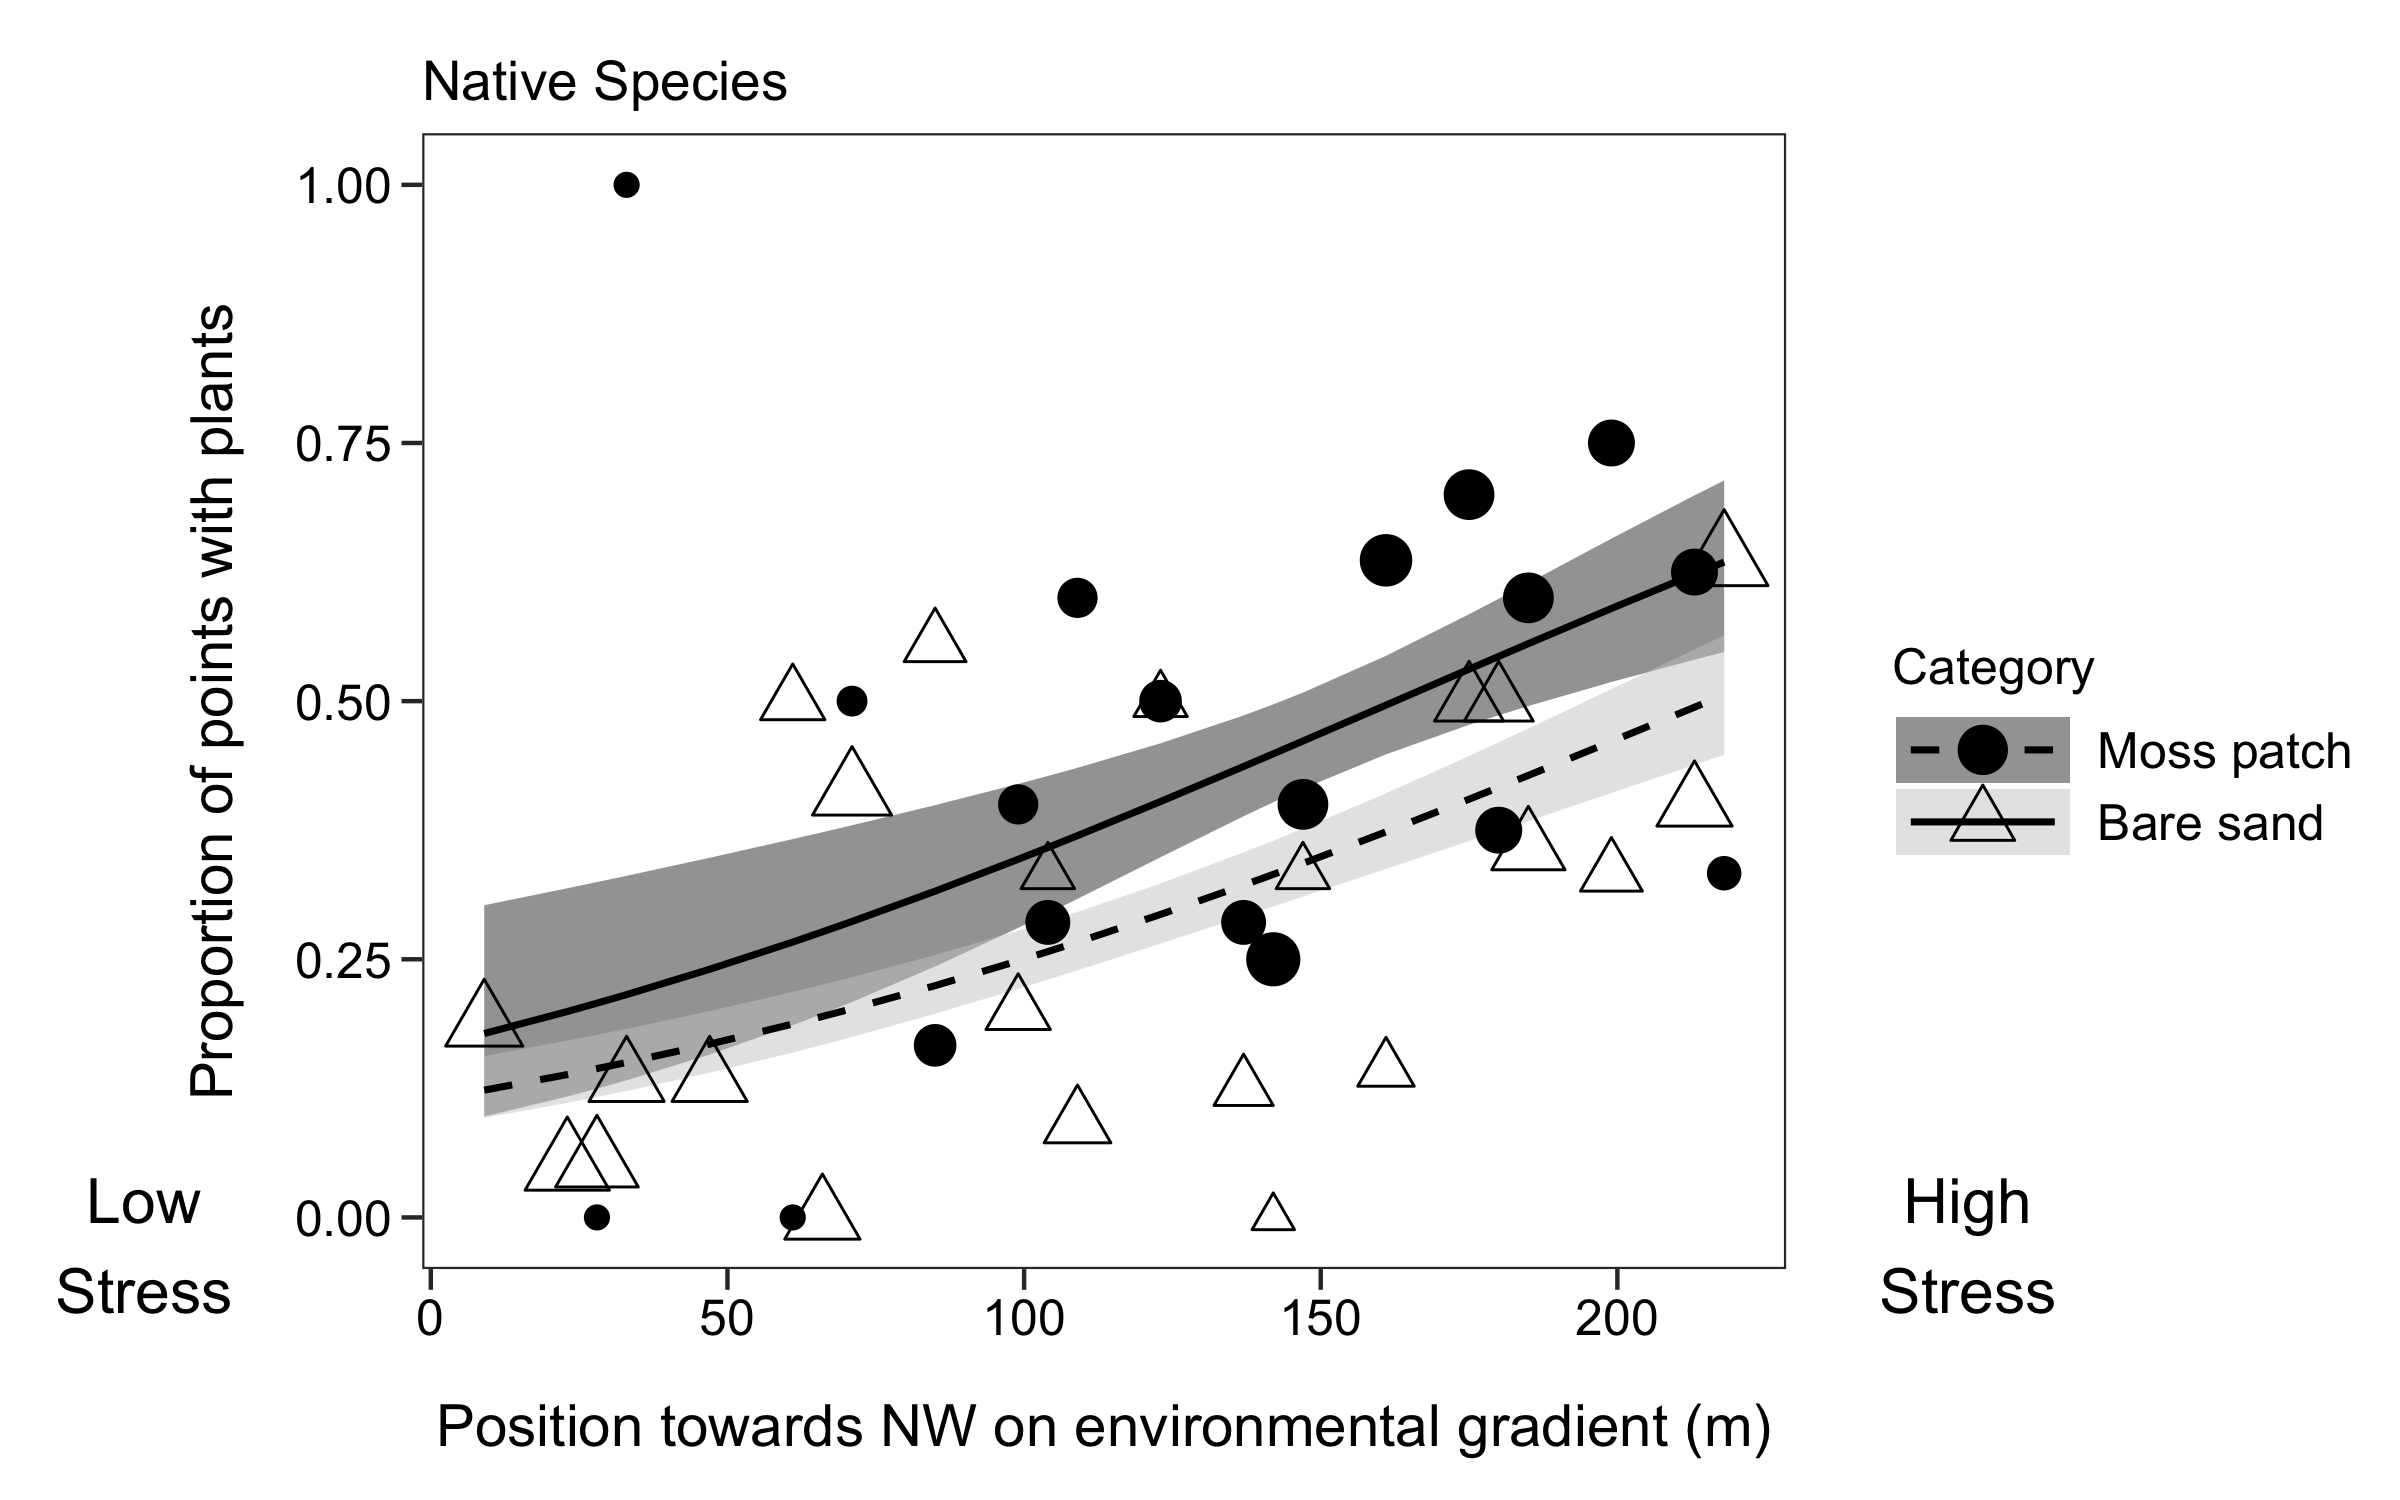 Native Species
Proportion of points with plants
1.00
0.75
0.50
0.25
0.00
Low
Stress
0 50 100 150 200
High
Stress
Position towards NW on environmental gradient (m)
Category
Moss patch
Bare sand